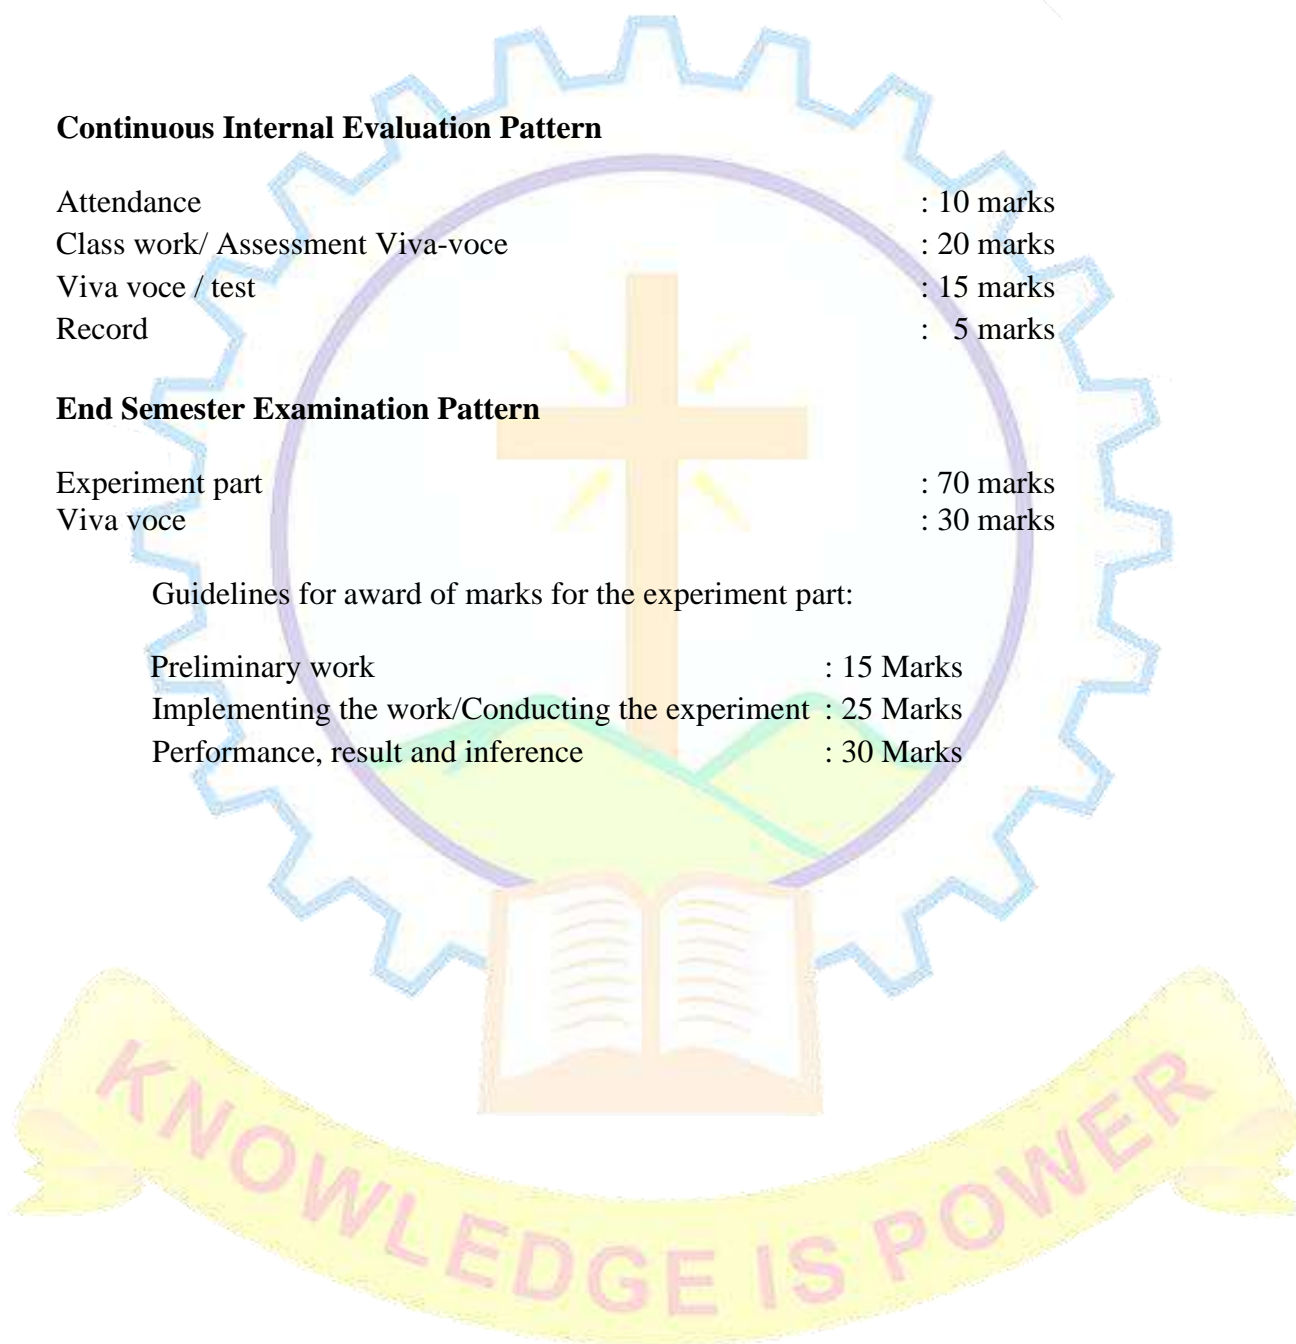 Continuous Internal Evaluation Pattern
Attendance : 10 marks
Class work/ Assessment Viva-voce : 20 marks
Viva voce / test : 15 marks
Record : 5 marks
End Semester Examination Pattern
Experiment part : 70 marks
Viva voce : 30 marks
Guidelines for award of marks for the experiment part:
Preliminary work : 15 Marks
Implementing the work/Conducting the experiment : 25 Marks
Performance, result and inference : 30 Marks
KNOWLEDGE IS POWER